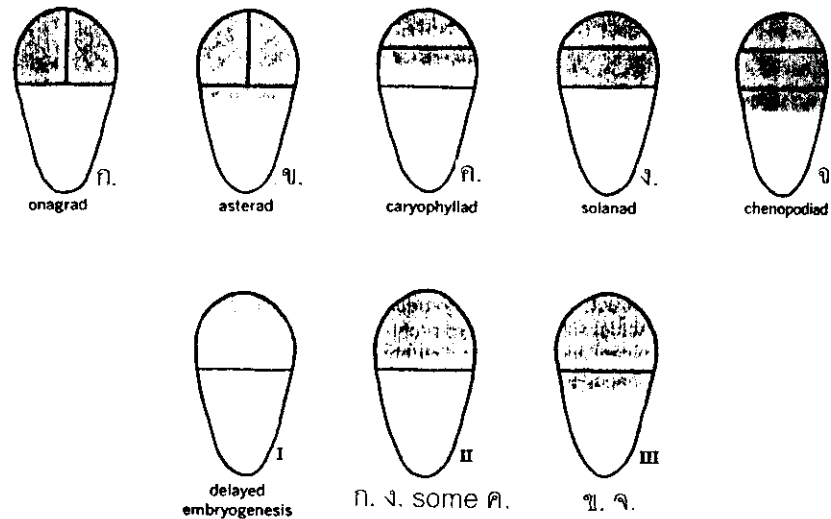 ก. ข. ค. ง. จ
onagrad asterad caryophyllad solanad chenopodiad
I II III
delayed
embryogenesis
ก. ง. some ค. ข. จ.